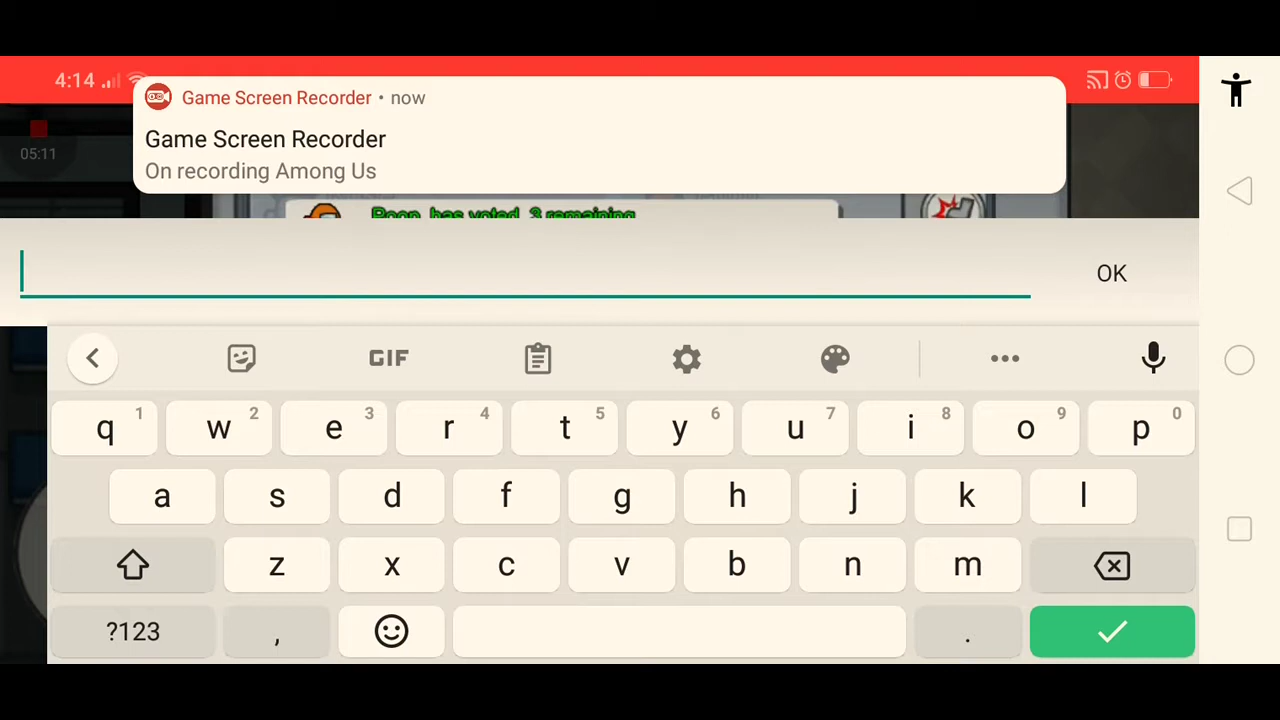 4:14
Game Screen Recorder • now
Game Screen Recorder
On recording Among Us
05:11
has voted. 3 remaining
OK
GIF
q 1 w 2 e 3 r 4 t 5 y 6 u 7 i 8 o 9 p 0
a s d f g h j k l
z x c v b n m
?123 , .